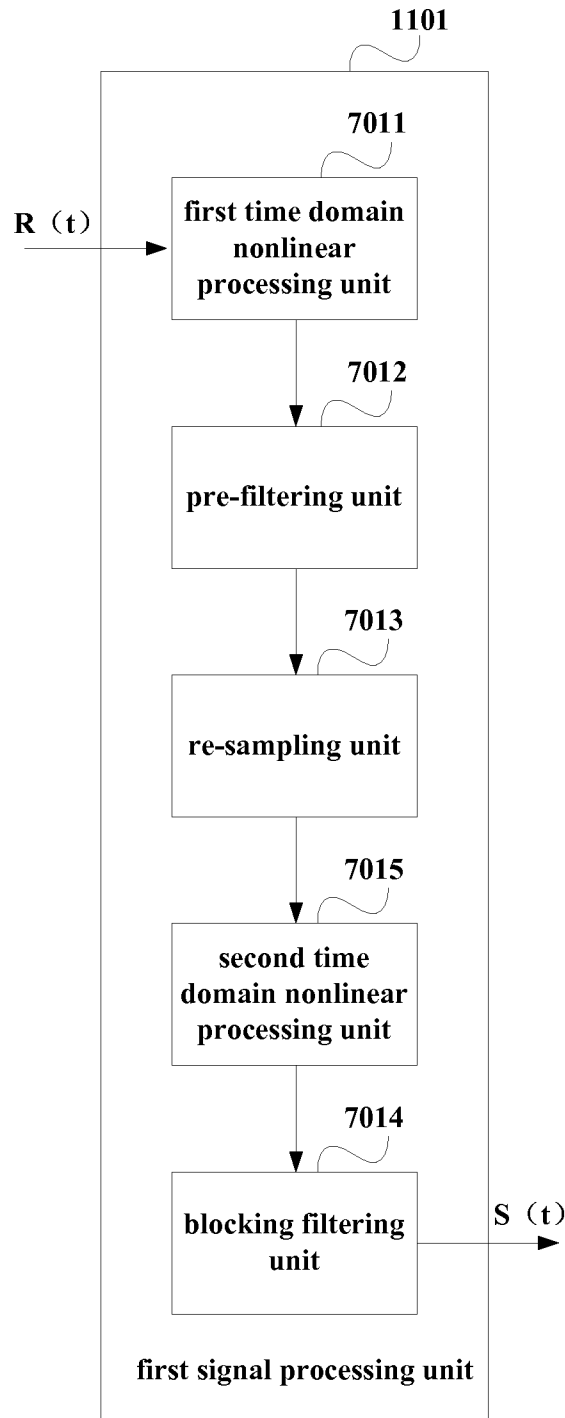 1101
7011
R（t）
first time domain
nonlinear
processing unit
7012
pre-filtering unit
7013
re-sampling unit
7015
second time
domain nonlinear
processing unit
7014
blocking filtering
unit
S（t）
first signal processing unit